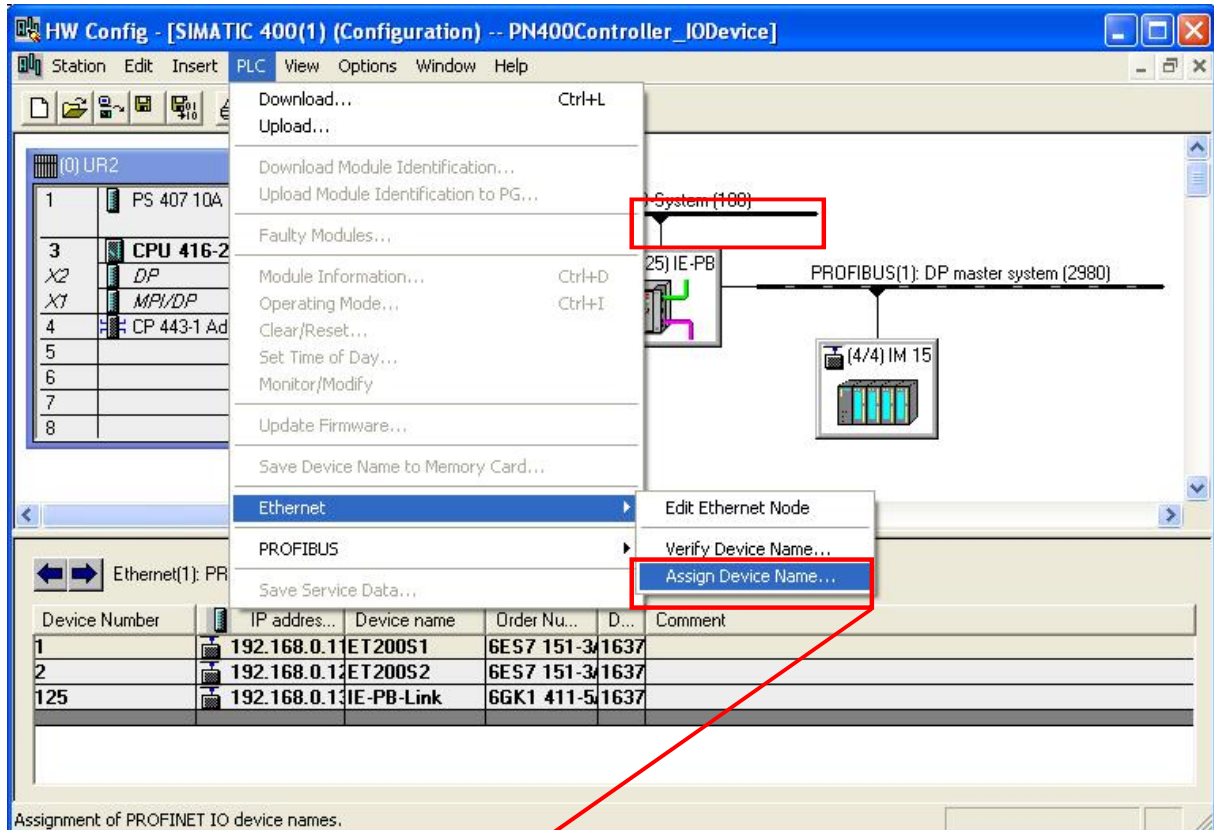 HW Config - [SIMATIC 400(1) (Configuration) -- PN400Controller_IODevice]
Station Edit Insert PLC View Options Window Help
Download... Ctrl+L
Upload...
Download Module Identification...
Upload Module Identification to PG...
Faulty Modules...
Module Information... Ctrl+D
Operating Mode... Ctrl+I
Clear/Reset...
Set Time of Day...
Monitor/Modify
Update Firmware...
Save Device Name to Memory Card...
Ethernet
PROFIBUS
Save Service Data...
Edit Ethernet Node
Verify Device Name...
Assign Device Name...
(0) UR2
1 PS 407 10A
3 CPU 416-2
X2 DP
X1 MPI/DP
4 CP 443-1 Ad
5
6
7
8
-System (100)
25) IE-PB
PROFIBUS(1): DP master system (2980)
(4/4) IM 15
Ethernet(1): PR
Device Number IP addres... Device name Order Nu... D... Comment
1 192.168.0.11 ET200S1 6ES7 151-3 1637
2 192.168.0.12 ET200S2 6ES7 151-3 1637
125 192.168.0.13 IE-PB-Link 6GK1 411-5 1637
Assignment of PROFINET IO device names.